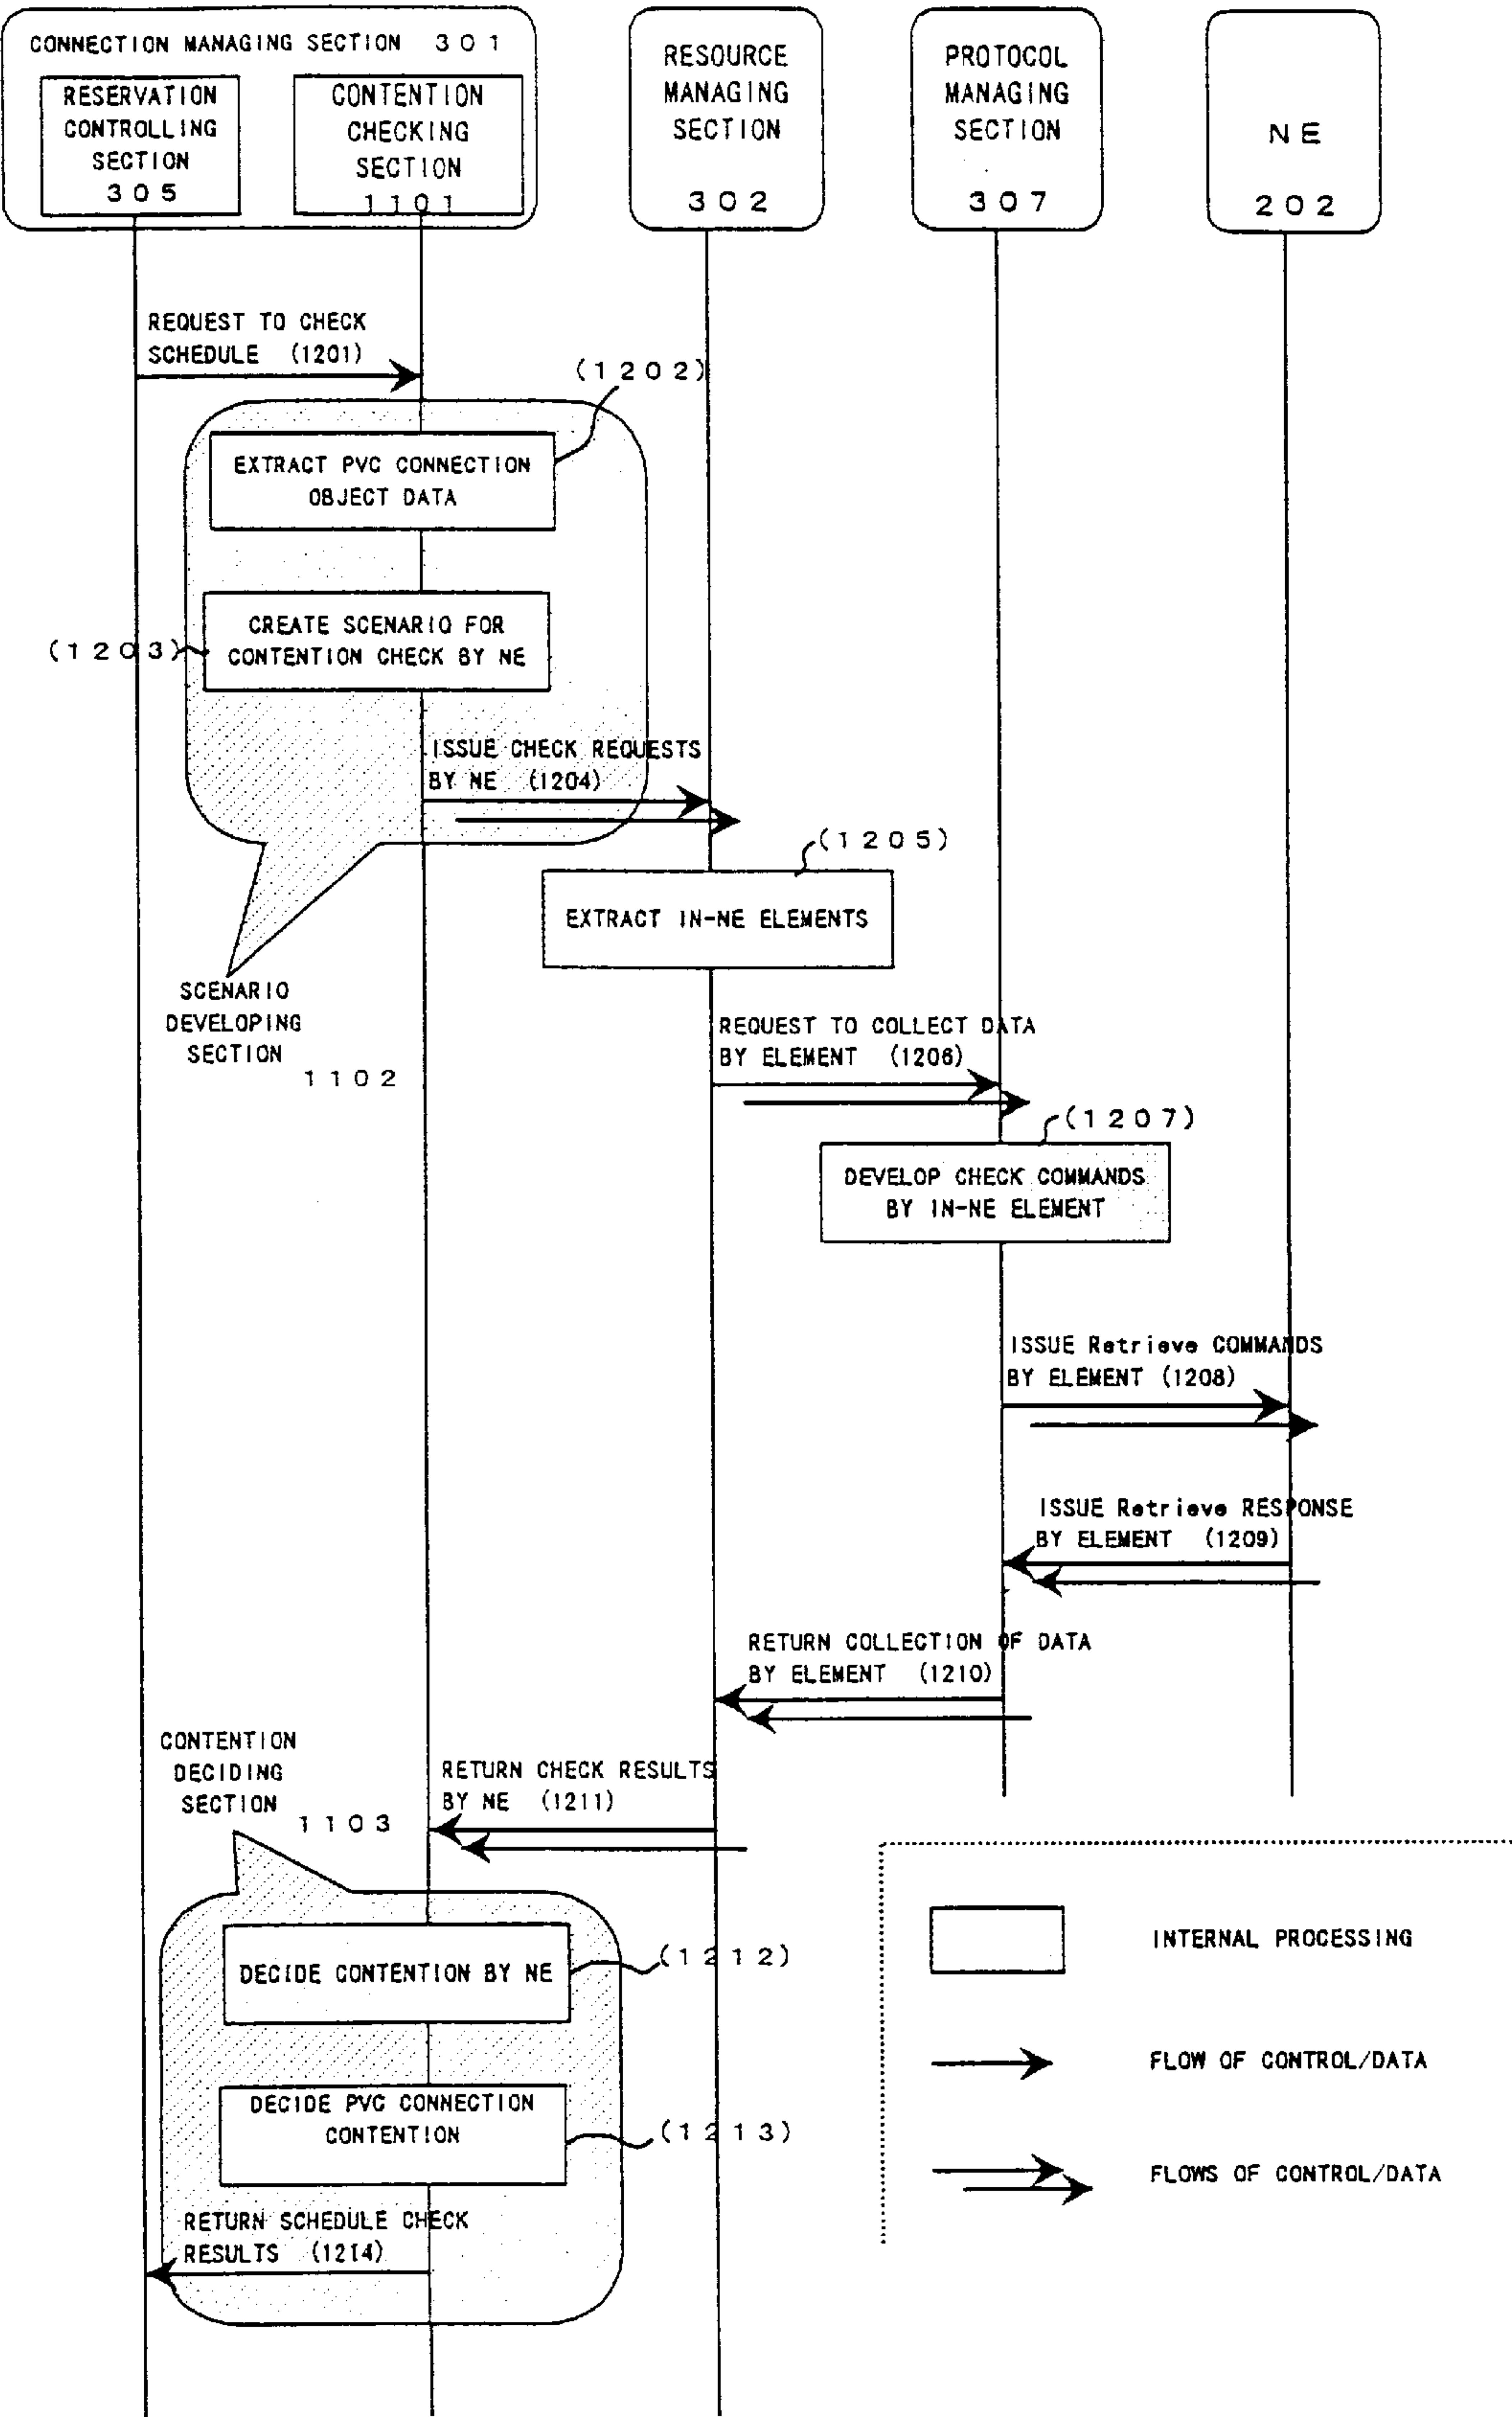 CONNECTION MANAGING SECTION 301
RESERVATION
CONTROLLING
SECTION
305
CONTENTION
CHECKING
SECTION
1101
RESOURCE
MANAGING
SECTION
302
PROTOCOL
MANAGING
SECTION
307
NE
202
REQUEST TO CHECK
SCHEDULE (1201)
(1202)
EXTRACT PVC CONNECTION
OBJECT DATA
CREATE SCENARIO FOR
CONTENTION CHECK BY NE
(1203)
ISSUE CHECK REQUESTS
BY NE (1204)
(1205)
EXTRACT IN-NE ELEMENTS
SCENARIO
DEVELOPING
SECTION
1102
REQUEST TO COLLECT DATA
BY ELEMENT (1206)
(1207)
DEVELOP CHECK COMMANDS
BY IN-NE ELEMENT
ISSUE Retrieve COMMANDS
BY ELEMENT (1208)
ISSUE Retrieve RESPONSE
BY ELEMENT (1209)
RETURN COLLECTION OF DATA
BY ELEMENT (1210)
CONTENTION
DECIDING
SECTION
1103
RETURN CHECK RESULTS
BY NE (1211)
DECIDE CONTENTION BY NE
(1212)
DECIDE PVC CONNECTION
CONTENTION
(1213)
RETURN SCHEDULE CHECK
RESULTS (1214)
INTERNAL PROCESSING
FLOW OF CONTROL/DATA
FLOWS OF CONTROL/DATA